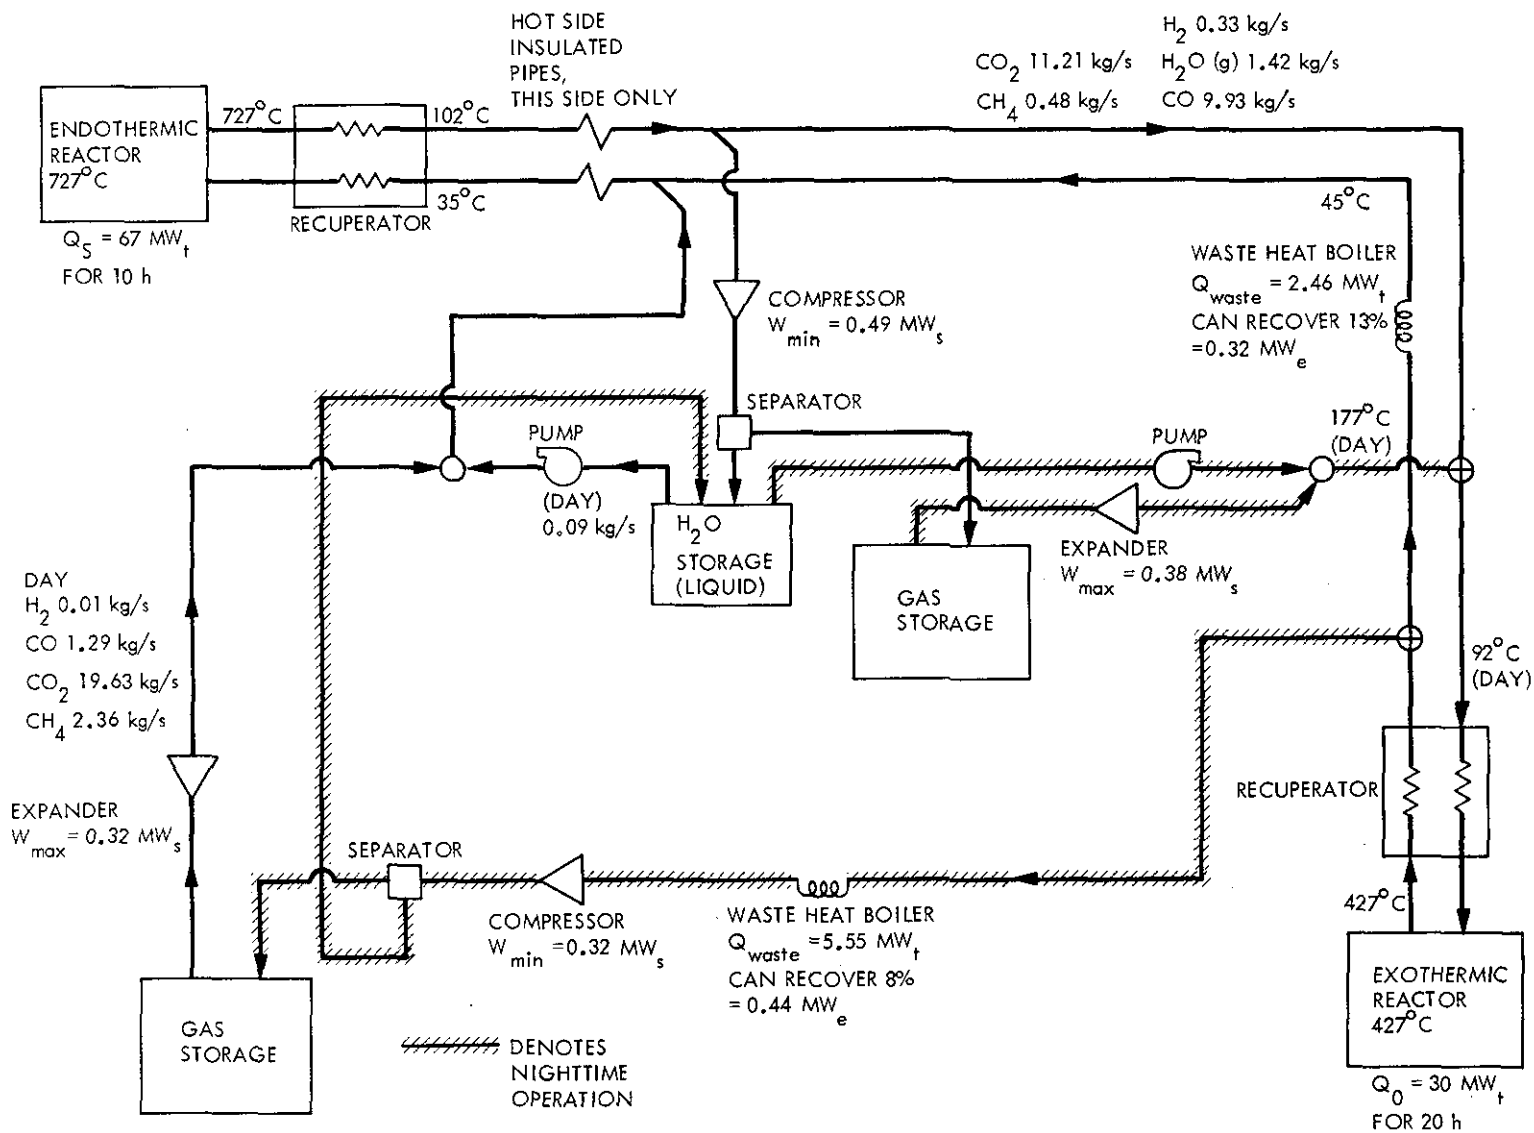 HOT SIDE
INSULATED
PIPES,
THIS SIDE ONLY
CO2 11.21 kg/s
CH4 0.48 kg/s
H2 0.33 kg/s
H2O (g) 1.42 kg/s
CO 9.93 kg/s
ENDOTHERMIC
REACTOR
727°C
727°C
102°C
35°C
RECUPERATOR
QS = 67 MWt
FOR 10 h
45°C
WASTE HEAT BOILER
Qwaste = 2.46 MWt
CAN RECOVER 13%
=0.32 MWe
COMPRESSOR
Wmin = 0.49 MWs
SEPARATOR
PUMP
(DAY)
0.09 kg/s
H2O
STORAGE
(LIQUID)
PUMP
177°C
(DAY)
EXPANDER
Wmax = 0.38 MWs
GAS
STORAGE
DAY
H2 0.01 kg/s
CO 1.29 kg/s
CO2 19.63 kg/s
CH4 2.36 kg/s
92°C
(DAY)
EXPANDER
Wmax = 0.32 MWs
RECUPERATOR
SEPARATOR
COMPRESSOR
Wmin =0.32 MWs
WASTE HEAT BOILER
Qwaste =5.55 MWt
CAN RECOVER 8%
= 0.44 MWe
427°C
EXOTHERMIC
REACTOR
427°C
Q0 = 30 MWt
FOR 20 h
GAS
STORAGE
DENOTES
NIGHTTIME
OPERATION